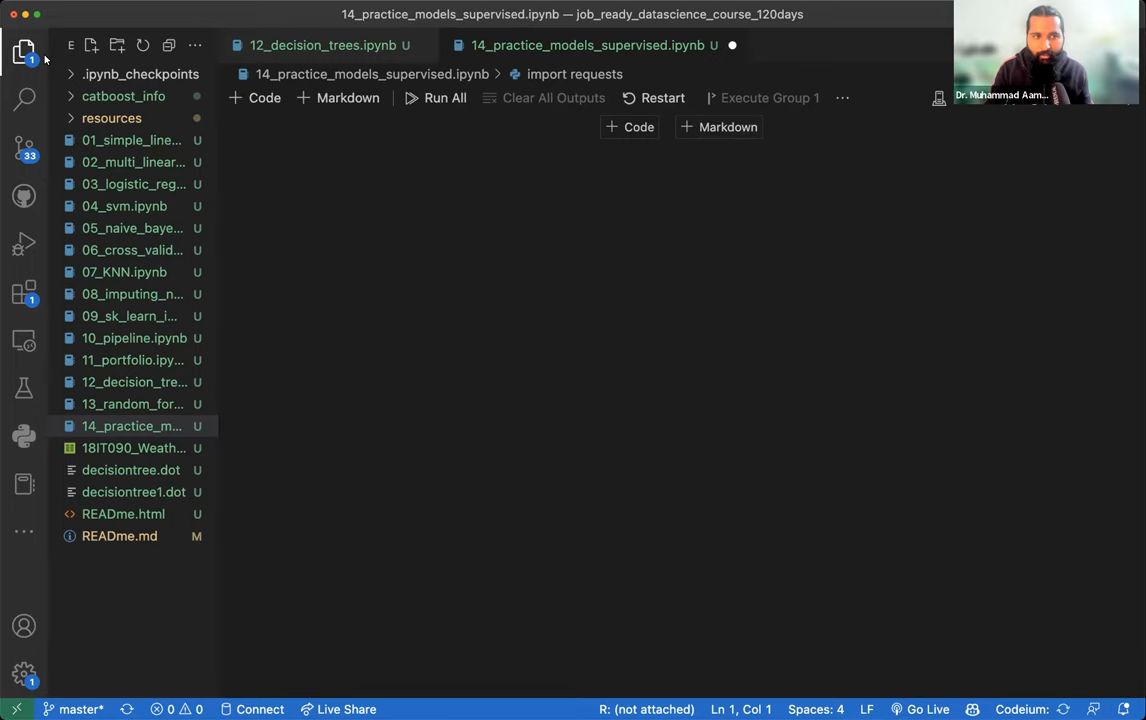 14_practice_models_supervised.ipynb — job_ready_datascience_course_120days
E
12_decision_trees.ipynb U
14_practice_models_supervised.ipynb U
Dr. Muhammad Aam...
14_practice_models_supervised.ipynb > import requests
+ Code
+ Markdown
Run All
Clear All Outputs
Restart
Execute Group 1
...
+ Code
+ Markdown
1
33
1
1
.ipynb_checkpoints
catboost_info
resources
01_simple_line... U
02_multi_linear... U
03_logistic_reg... U
04_svm.ipynb U
05_naive_baye... U
06_cross_valid... U
07_KNN.ipynb U
08_imputing_n... U
09_sk_learn_i... U
10_pipeline.ipynb U
11_portfolio.ipy... U
12_decision_tre... U
13_random_for... U
14_practice_m... U
18IT090_Weath... U
decisiontree.dot U
decisiontree1.dot U
READme.html U
READme.md M
master*
0
0
Connect
Live Share
R: (not attached)
Ln 1, Col 1
Spaces: 4
LF
Go Live
Codeium: